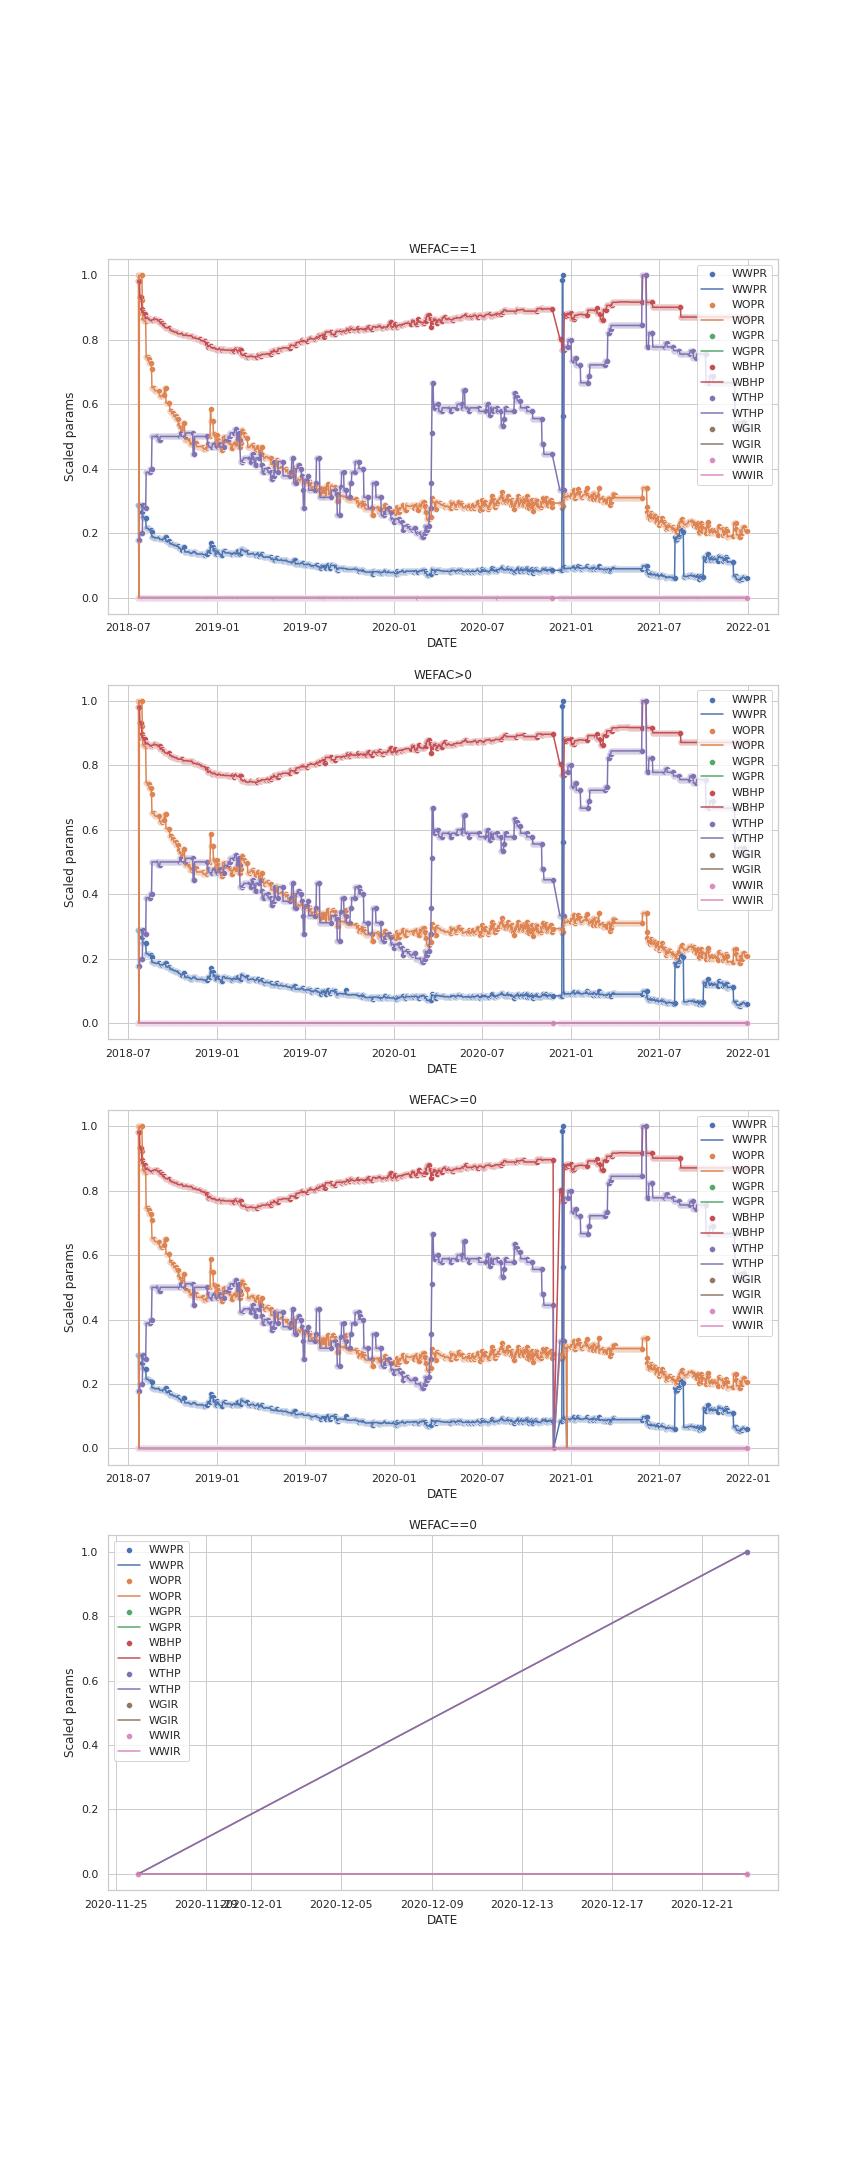 WEFAC==1
1.0
0.8
0.6
0.4
0.2
0.0
Scaled params
WWPR
WWPR
WOPR
WOPR
WGPR
WGPR
WBHP
WBHP
WTHP
WTHP
WGIR
WGIR
WWIR
WWIR
2018-07 2019-01 2019-07 2020-01 2020-07 2021-01 2021-07 2022-01
DATE
WEFAC>0
1.0
0.8
0.6
0.4
0.2
0.0
Scaled params
WWPR
WWPR
WOPR
WOPR
WGPR
WGPR
WBHP
WBHP
WTHP
WTHP
WGIR
WGIR
WWIR
WWIR
2018-07 2019-01 2019-07 2020-01 2020-07 2021-01 2021-07 2022-01
DATE
WEFAC>=0
1.0
0.8
0.6
0.4
0.2
0.0
Scaled params
WWPR
WWPR
WOPR
WOPR
WGPR
WGPR
WBHP
WBHP
WTHP
WTHP
WGIR
WGIR
WWIR
WWIR
2018-07 2019-01 2019-07 2020-01 2020-07 2021-01 2021-07 2022-01
DATE
WEFAC==0
1.0
0.8
0.6
0.4
0.2
0.0
Scaled params
WWPR
WWPR
WOPR
WOPR
WGPR
WGPR
WBHP
WBHP
WTHP
WTHP
WGIR
WGIR
WWIR
WWIR
2020-11-25 2020-11-29 2020-12-01 2020-12-05 2020-12-09 2020-12-13 2020-12-17 2020-12-21
DATE